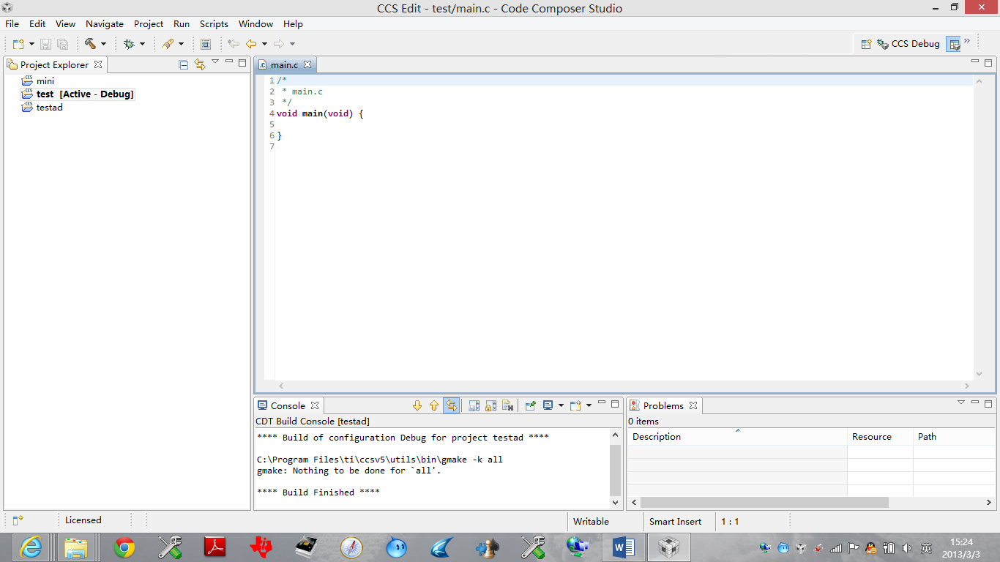 CCS Edit - test/main.c - Code Composer Studio
File Edit View Navigate Project Run Scripts Window Help
CCS Debug
Project Explorer
mini
test [Active - Debug]
testad
main.c
1 /*
2  * main.c
3  */
4 void main(void) {
5
6 }
7
Console
CDT Build Console [testad]
**** Build of configuration Debug for project testad ****
C:\Program Files\ti\ccsv5\utils\bin\gmake -k all
gmake: Nothing to be done for `all'.
**** Build Finished ****
Problems
0 items
Description Resource Path
Licensed
Writable Smart Insert 1 : 1
英
15:24
2013/3/3